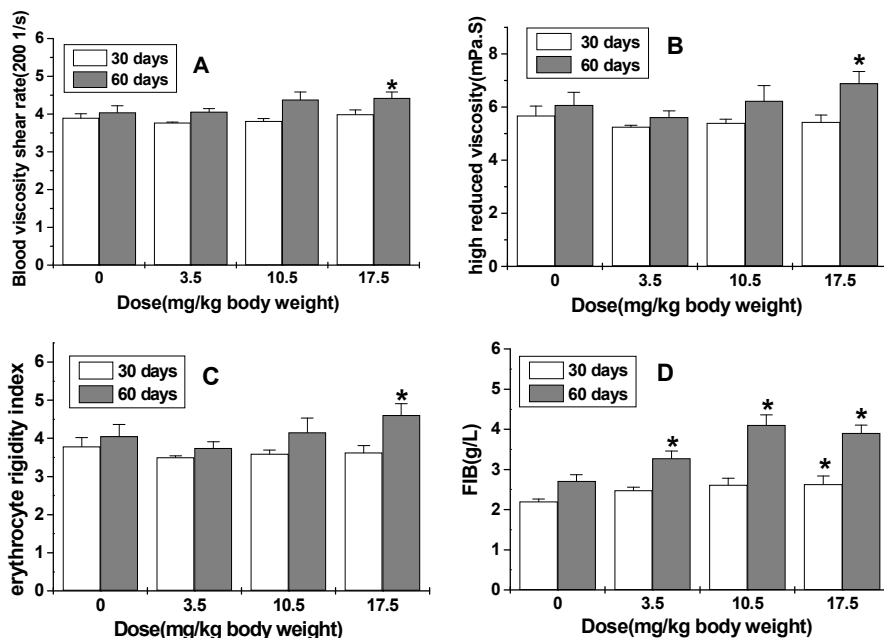 Blood viscosity shear rate(200 1/s)
6
5
4
3
2
1
0
30 days
60 days
A
*
0 3.5 10.5 17.5
Dose(mg/kg body weight)
high reduced viscosity(mPa.S)
8
6
4
2
0
30 days
60 days
B
*
0 3.5 10.5 17.5
Dose(mg/kg body weight)
erythrocyte rigidity index
6
5
4
3
2
1
0
30 days
60 days
C
*
0 3.5 10.5 17.5
Dose(mg/kg body weight)
FIB(g/L)
6
5
4
3
2
1
0
30 days
60 days
D
* * * *
0 3.5 10.5 17.5
Dose(mg/kg body weight)